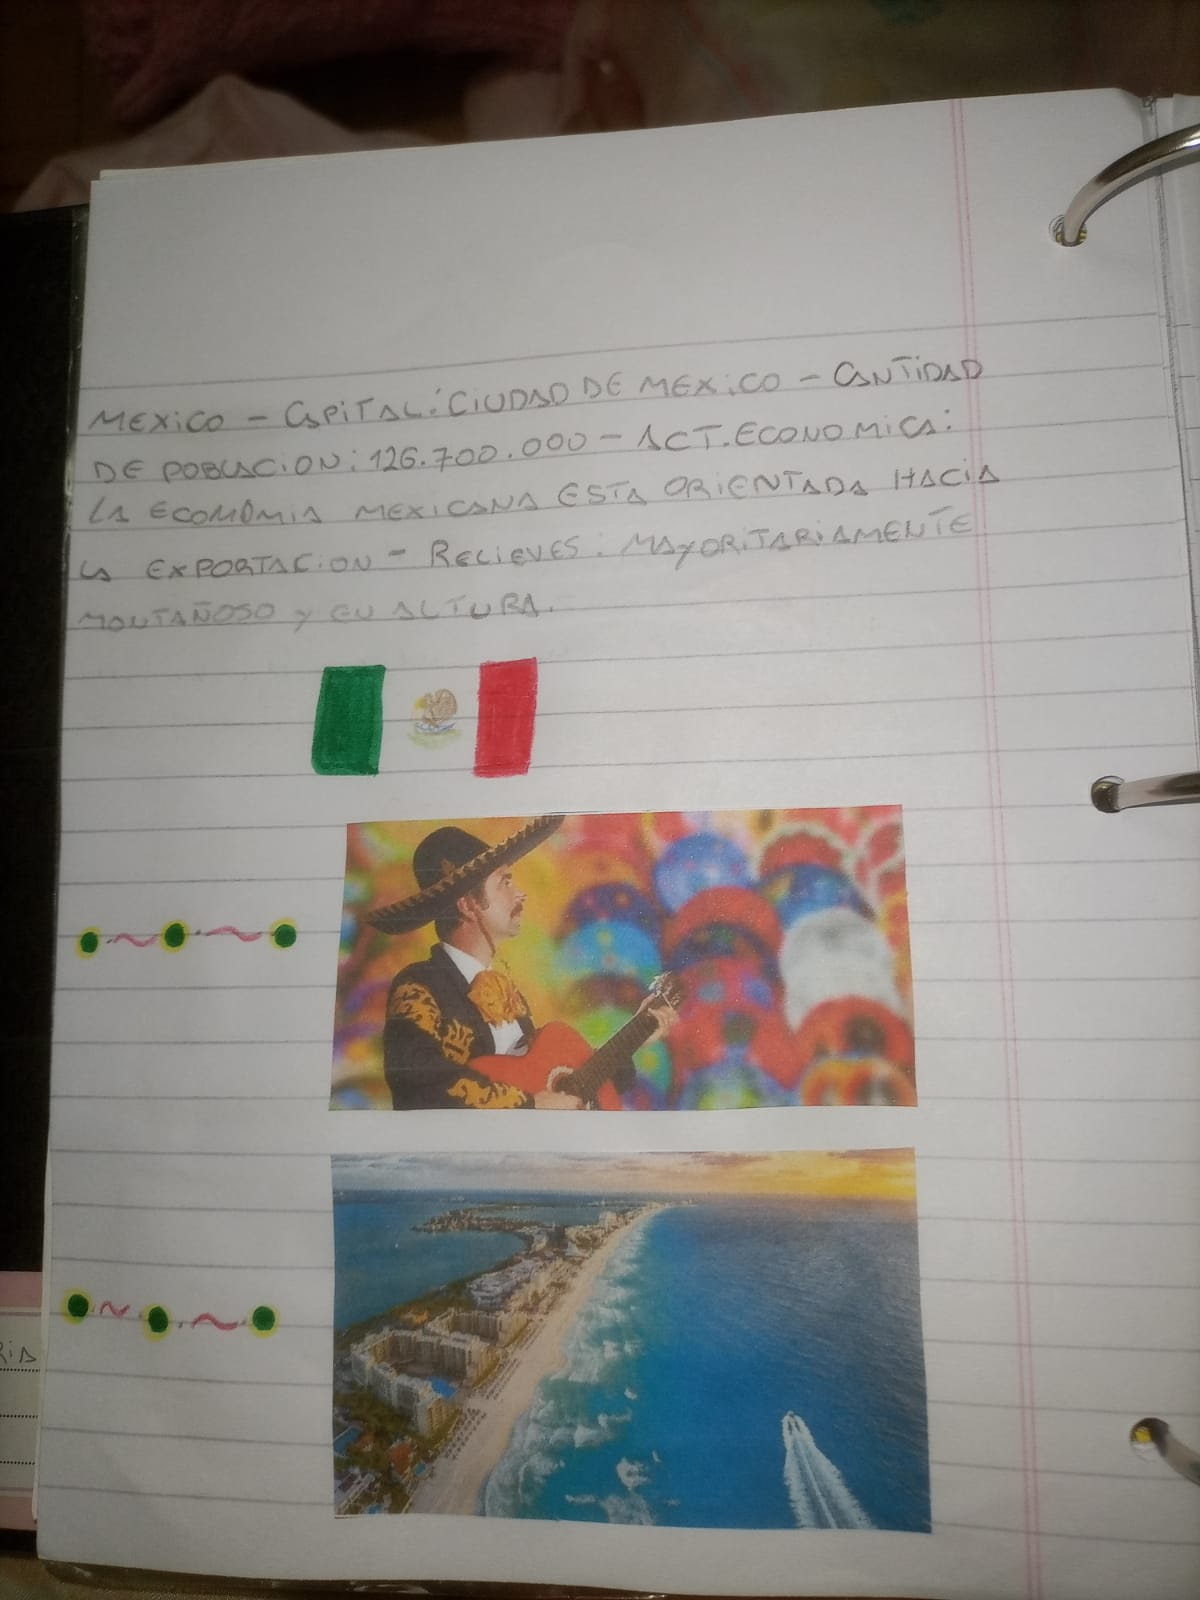 MEXICO - CAPITAL: CIUDAD DE MEXICO - CANTIDAD
DE POBLACION: 126.700.000 - ACT. ECONOMICA:
LA ECONOMIA MEXICANA ESTA ORIENTADA HACIA
LA EXPORTACION - RELIEVES: MAYORITARIAMENTE
MONTAÑOSO Y EN ALTURA.